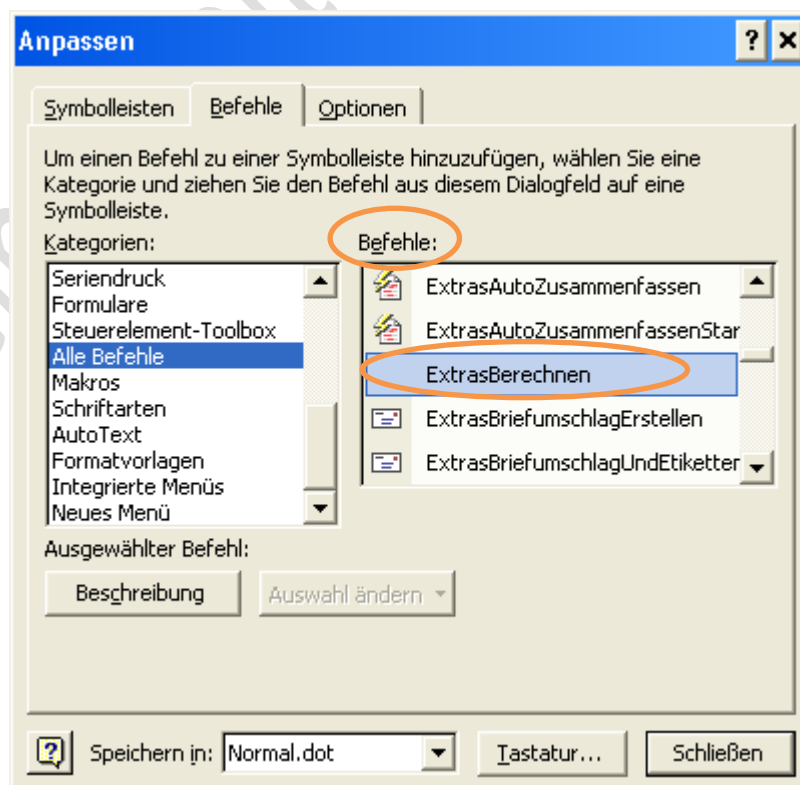 Anpassen
Symbolleisten Befehle Optionen
Um einen Befehl zu einer Symbolleiste hinzuzufügen, wählen Sie eine
Kategorie und ziehen Sie den Befehl aus diesem Dialogfeld auf eine
Symbolleiste.
Kategorien:
Seriendruck
Formulare
Steuerelement-Toolbox
Alle Befehle
Makros
Schriftarten
AutoText
Formatvorlagen
Integrierte Menüs
Neues Menü
Befehle:
ExtrasAutoZusammenfassen
ExtrasAutoZusammenfassenStar
ExtrasBerechnen
ExtrasBriefumschlagErstellen
ExtrasBriefumschlagUndEtiketter
Ausgewählter Befehl:
Beschreibung Auswahl ändern
Speichern in: Normal.dot Tastatur... Schließen